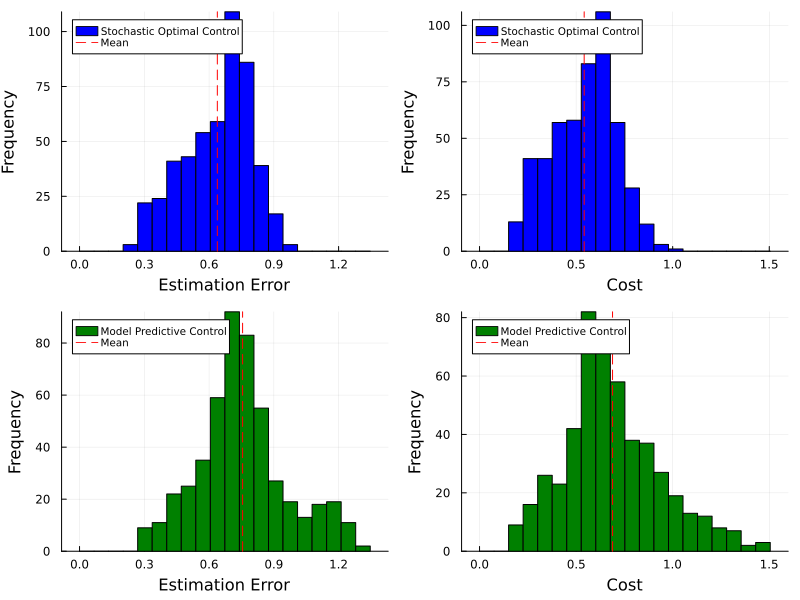 Stochastic Optimal Control
Mean
Frequency
100
75
50
25
0
0.0 0.3 0.6 0.9 1.2
Estimation Error
Stochastic Optimal Control
Mean
Frequency
100
75
50
25
0
0.0 0.5 1.0 1.5
Cost
Model Predictive Control
Mean
Frequency
80
60
40
20
0
0.0 0.3 0.6 0.9 1.2
Estimation Error
Model Predictive Control
Mean
Frequency
80
60
40
20
0
0.0 0.5 1.0 1.5
Cost